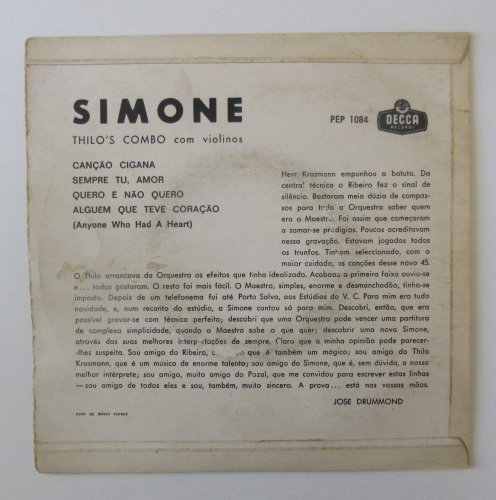 SIMONE
THILO'S COMBO com violinos
PEP 1084
DECCA
RECORDS
CANÇÃO CIGANA
SEMPRE TU, AMOR
QUERO E NÃO QUERO
ALGUEM QUE TEVE CORAÇÃO
(Anyone Who Had A Heart)
Herr Krasmann empunhou a batuta. Da
central técnica o Ribeiro fez o sinal de
silêncio. Bastaram meia dúzia de compas-
sos para toda a Orquestra saber quem
era o Maestro. Foi assim que começaram
a somar-se prodígios. Poucos acreditavam
nessa gravação. Estavam jogados todos
os trunfos. Tinham seleccionado, com o
maior cuidado, as canções desse novo 45.
O Thilo arrancava da Orquestra os efeitos que tinha idealizado. Acabada a primeira faixa ouviu-se
e... todos gostaram. O resto foi mais fácil. O Maestro, simples, enorme e desmanchadão, tinha-se
imposto. Depois de um telefonema fui até Porto Salvo, aos Estúdios do V. C. Para mim era tudo
novidade, e, num recanto do estúdio, a Simone cantou só para mim. Descobri, então, que era
possível gravar-se com técnica perfeita; descobri que uma Orquestra pode vencer uma partitura
de complexa simplicidade, quando o Maestro sabe o que quer; descobrir uma nova Simone,
através das suas melhores interpretações de sempre. Claro que a minha opinião pode parecer-
-lhes suspeita. Sou amigo do Ribeiro, que é também um mágico; sou amigo da Thilo
Krasmann, que é um músico de enorme talento; sou amigo da Simone, que é, sem dúvida, a nossa
melhor intérprete; sou amigo, muito amigo do Pozal, que me convidou para escrever estas linhas
— sou amigo de todos eles e sou, também, muito sincero. A prova... está nas vossas mãos.
JOSE DRUMMOND